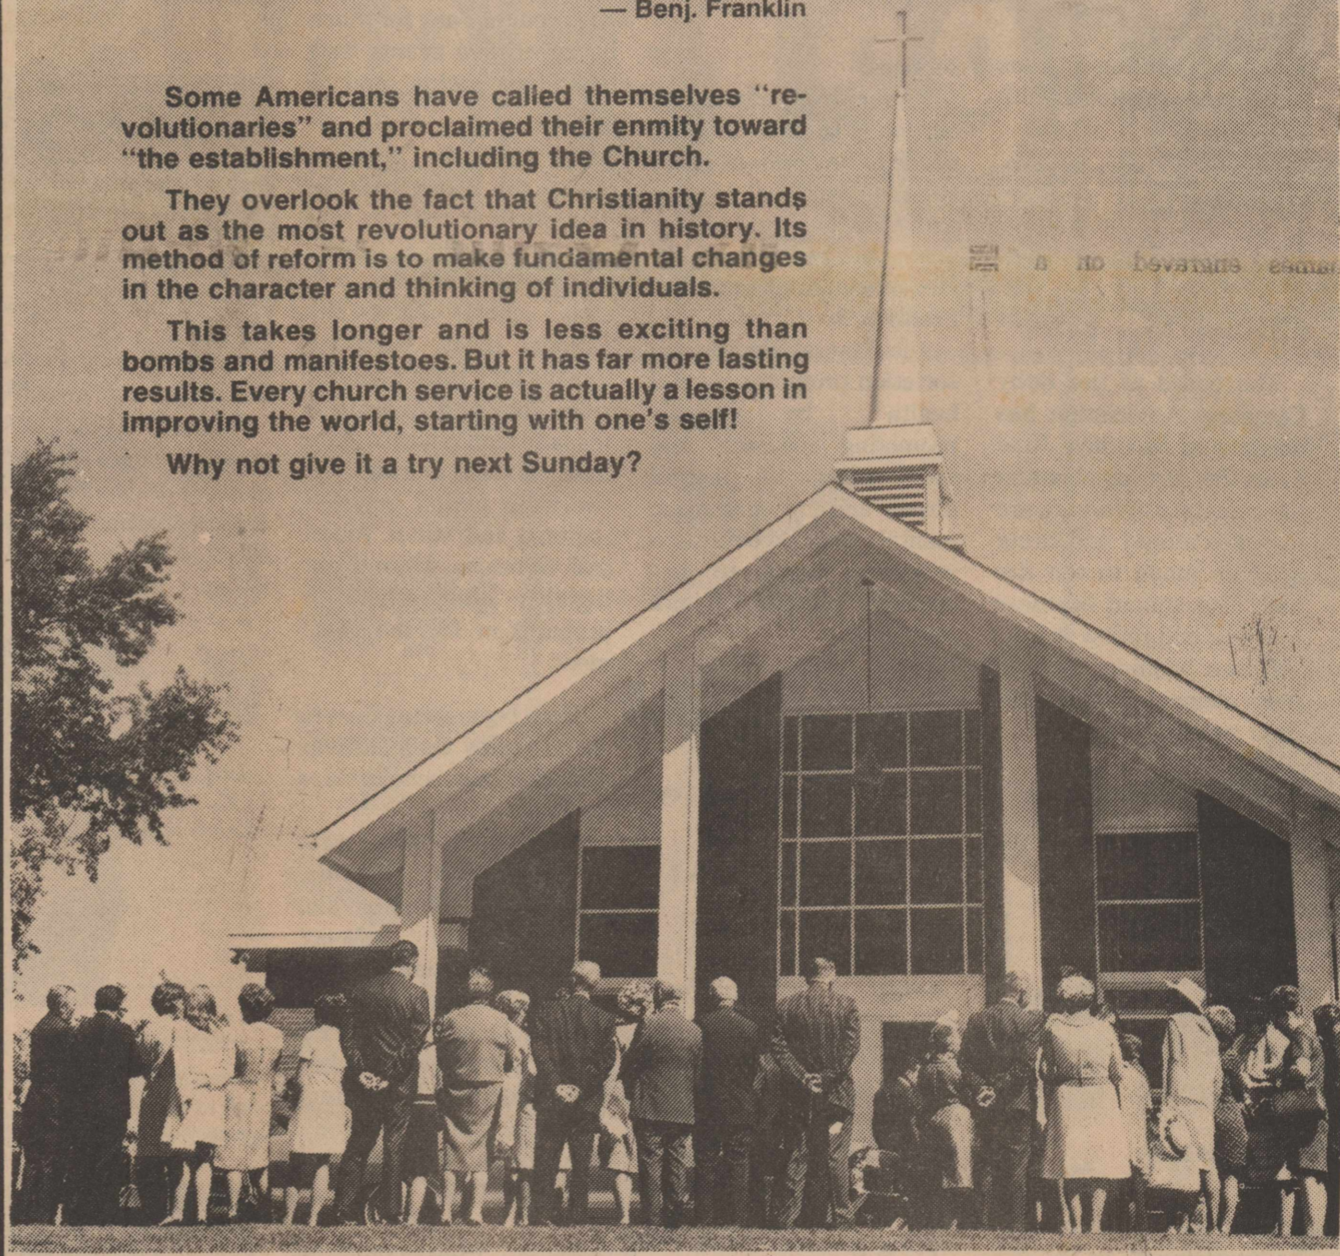 — Benj. Franklin
Some Americans have called themselves "re-
volutionaries" and proclaimed their enmity toward
"the establishment," including the Church.
They overlook the fact that Christianity stands
out as the most revolutionary idea in history. Its
method of reform is to make fundamental changes
in the character and thinking of individuals.
This takes longer and is less exciting than
bombs and manifestoes. But it has far more lasting
results. Every church service is actually a lesson in
improving the world, starting with one's self!
Why not give it a try next Sunday?
names engraved on a